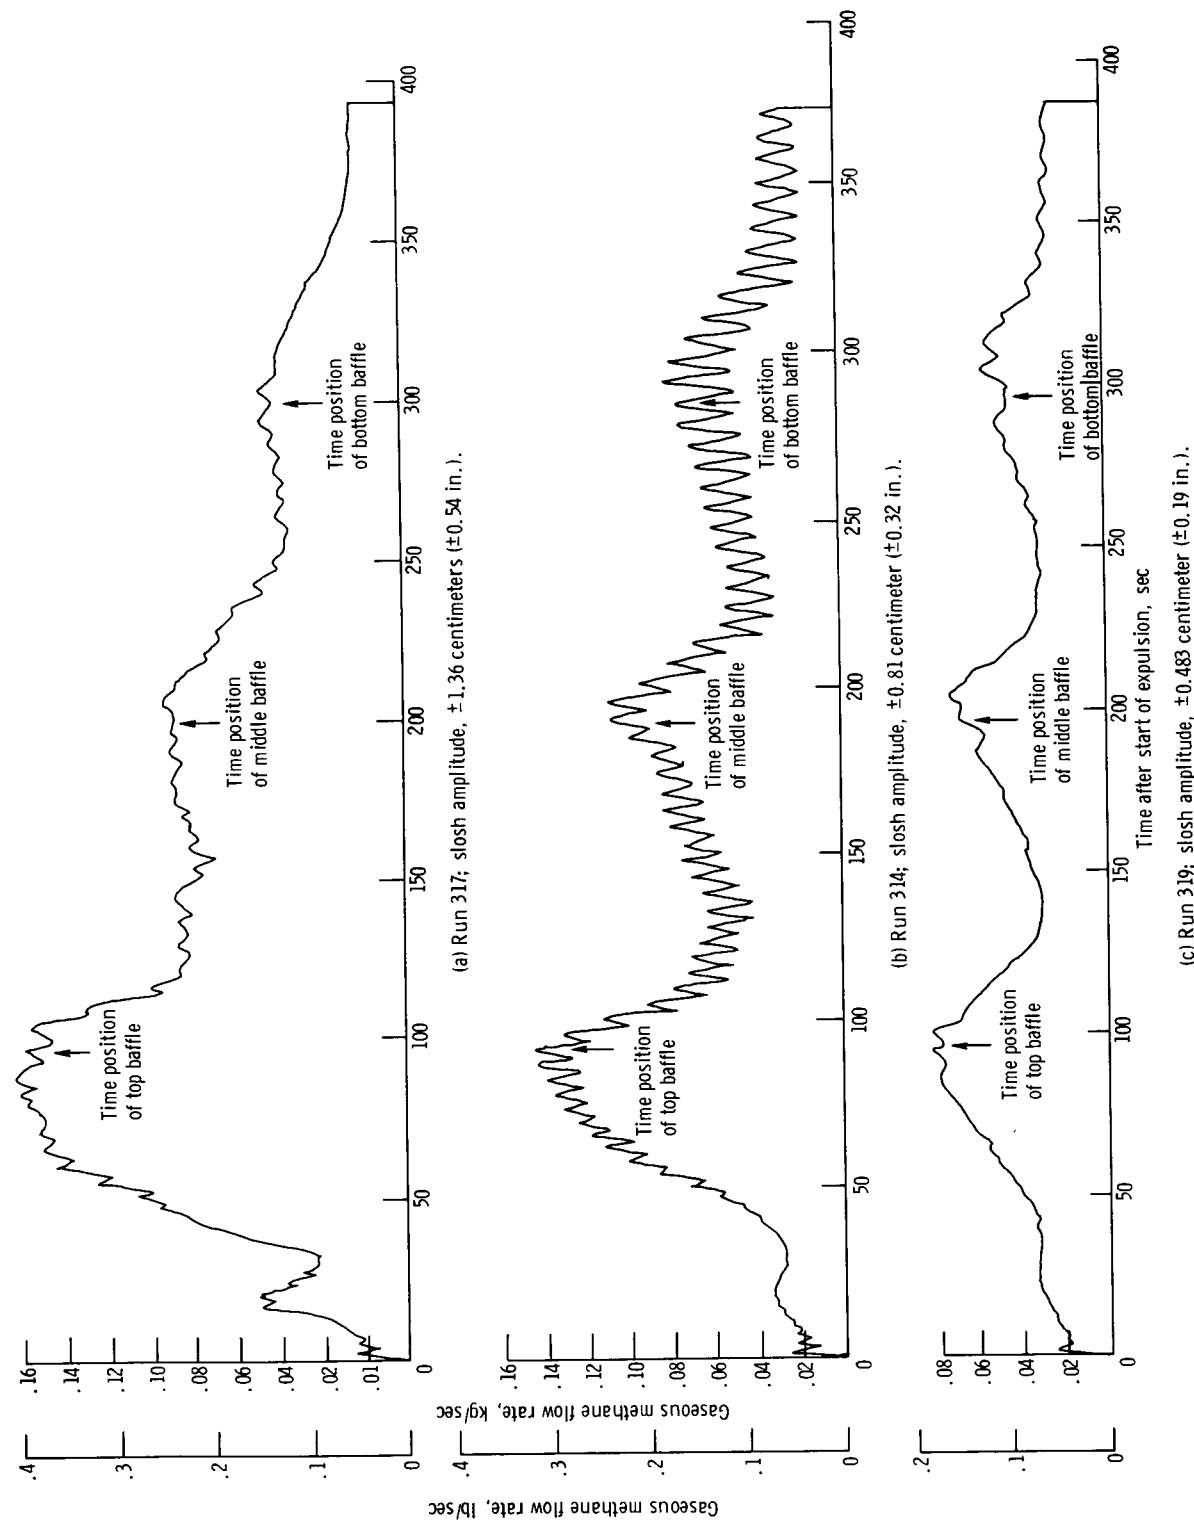 Gaseous methane flow rate, lb/sec
Gaseous methane flow rate, kg/sec
.4
.3
.2
.1
0
.16
.14
.12
.10
.08
.06
.04
.01
0
50
100
150
200
250
300
350
400
Time position
of top baffle
Time position
of middle baffle
Time position
of bottom baffle
(a) Run 317; slosh amplitude, ±1.36 centimeters (±0.54 in.).
.4
.3
.2
.1
0
.16
.14
.12
.10
.08
.06
.04
.02
0
50
100
150
200
250
300
350
400
Time position
of top baffle
Time position
of middle baffle
Time position
of bottom baffle
(b) Run 314; slosh amplitude, ±0.81 centimeter (±0.32 in.).
.2
.1
0
.08
.06
.04
.02
0
50
100
150
200
250
300
350
400
Time position
of top baffle
Time position
of middle baffle
Time position
of bottom baffle
Time after start of expulsion, sec
(c) Run 319; slosh amplitude, ±0.483 centimeter (±0.19 in.).